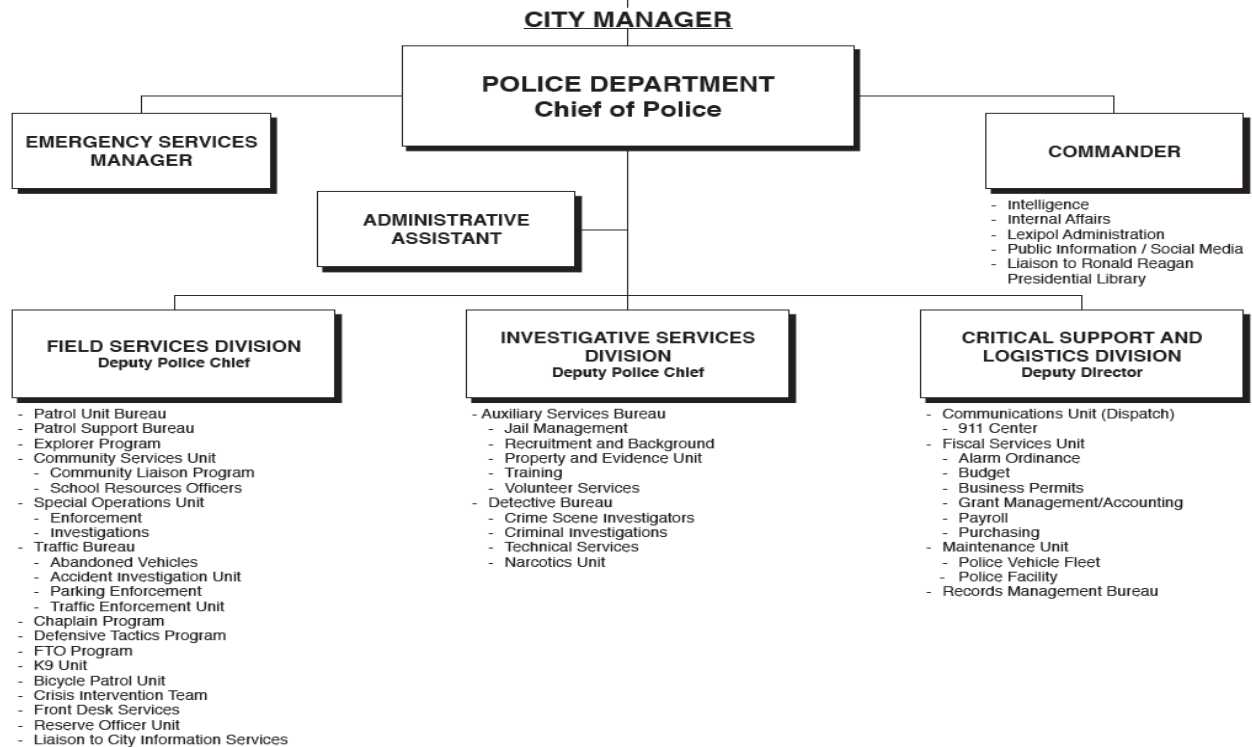 CITY MANAGER
POLICE DEPARTMENT
Chief of Police
EMERGENCY SERVICES
MANAGER
COMMANDER
- Intelligence
- Internal Affairs
- Lexipol Administration
- Public Information / Social Media
- Liaison to Ronald Reagan
Presidential Library
ADMINISTRATIVE
ASSISTANT
FIELD SERVICES DIVISION
Deputy Police Chief
- Patrol Unit Bureau
- Patrol Support Bureau
- Explorer Program
- Community Services Unit
- Community Liaison Program
- School Resources Officers
- Special Operations Unit
- Enforcement
- Investigations
- Traffic Bureau
- Abandoned Vehicles
- Accident Investigation Unit
- Parking Enforcement
- Traffic Enforcement Unit
- Chaplain Program
- Defensive Tactics Program
- FTO Program
- K9 Unit
- Bicycle Patrol Unit
- Crisis Intervention Team
- Front Desk Services
- Reserve Officer Unit
- Liaison to City Information Services
INVESTIGATIVE SERVICES
DIVISION
Deputy Police Chief
- Auxiliary Services Bureau
- Jail Management
- Recruitment and Background
- Property and Evidence Unit
- Training
- Volunteer Services
- Detective Bureau
- Crime Scene Investigators
- Criminal Investigations
- Technical Services
- Narcotics Unit
CRITICAL SUPPORT AND
LOGISTICS DIVISION
Deputy Director
- Communications Unit (Dispatch)
- 911 Center
- Fiscal Services Unit
- Alarm Ordinance
- Budget
- Business Permits
- Grant Management/Accounting
- Payroll
- Purchasing
- Maintenance Unit
- Police Vehicle Fleet
- Police Facility
- Records Management Bureau